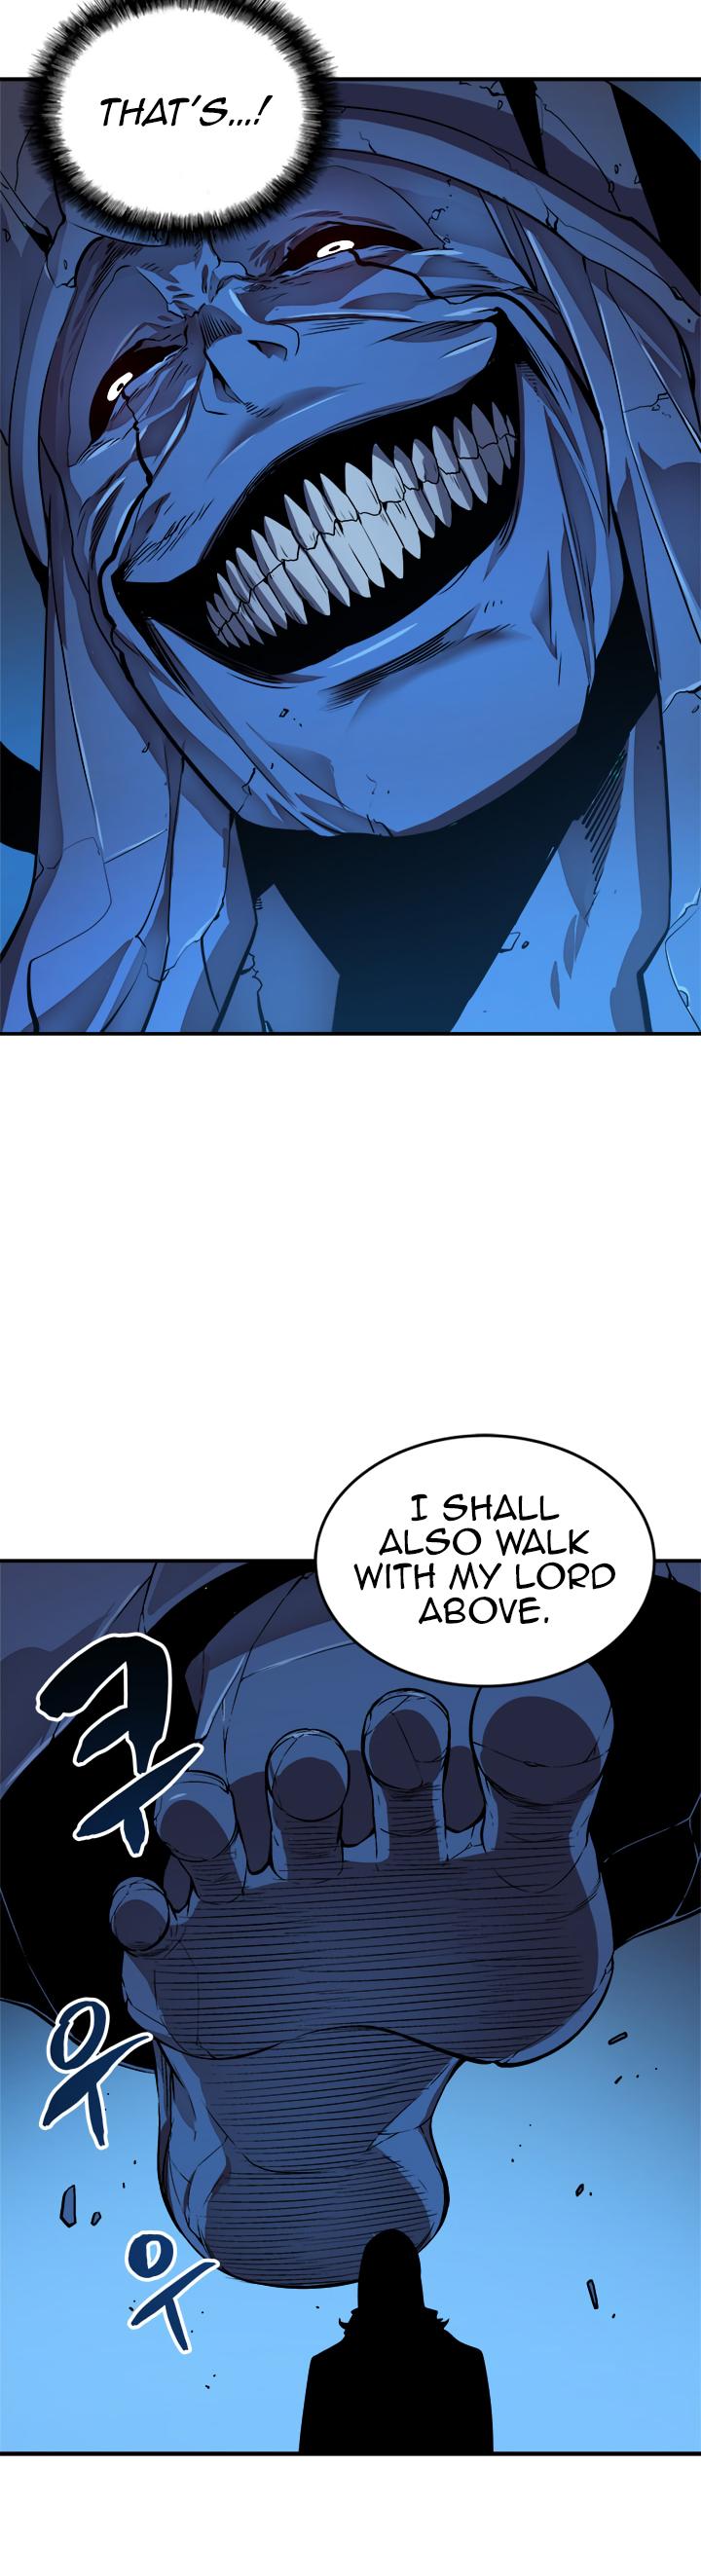 THAT'S...!
I SHALL
ALSO WALK
WITH MY LORD
ABOVE.
쿠
우
우